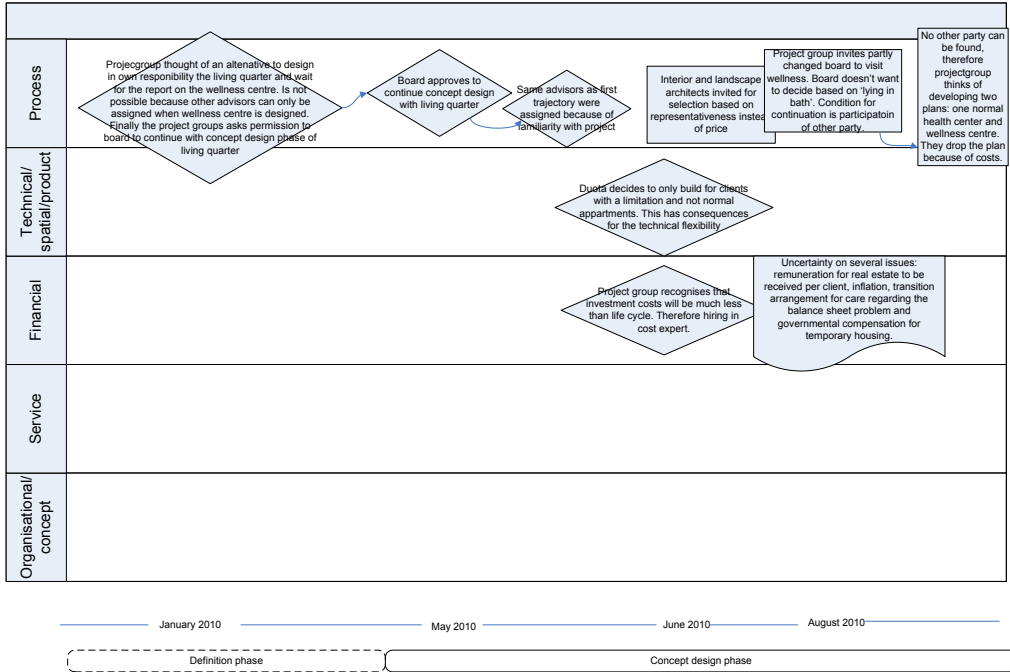 Process
Projecgroup thought of an altenative to design
in own responibility the living quarter and wait
for the report on the wellness centre. Is not
possible because other advisors can only be
assigned when wellness centre is designed.
Finally the project groups asks permission to
board to continue with concept design phase of
living quarter
Board approves to
continue concept design
with living quarter
Same advisors as first
trajectory were
assigned because of
familiarity with project
Interior and landscape
architects invited for
selection based on
representativeness instea
of price
Project group invites partly
changed board to visit
wellness. Board doesn't want
to decide based on 'lying in
bath'. Condition for
continuation is participatoin
of other party.
No other party can
be found,
therefore
projectgroup
thinks of
developing two
plans: one normal
health center and
wellness centre.
They drop the plan
because of costs.
Technical/
spatial/product
Duota decides to only build for clients
with a limitation and not normal
appartments. This has consequences
for the technical flexibility
Financial
Project group recognises that
investment costs will be much less
than life cycle. Therefore hiring in
cost expert.
Uncertainty on several issues:
remuneration for real estate to be
received per client, inflation, transition
arrangement for care regarding the
balance sheet problem and
governmental compensation for
temporary housing.
Service
Organisational/
concept
January 2010
May 2010
June 2010
August 2010
Definition phase
Concept design phase